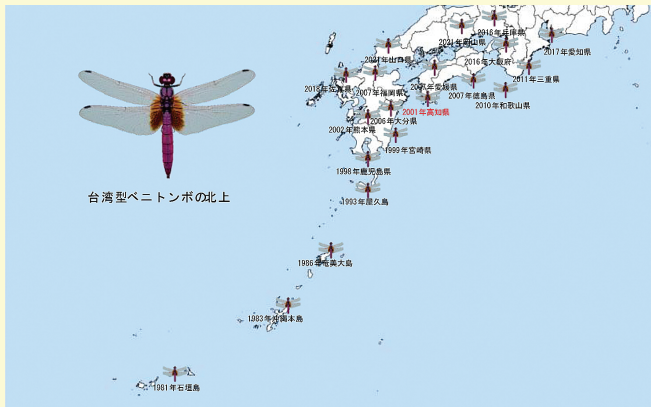 台湾型ベニトンボの北上
2016年兵庫県
2021年岡山県
2017年愛知県
2021年山口県
2016年大阪府
2011年三重県
2018年佐賀県
2007年福岡県
2007年愛媛県
2007年徳島県
2010年和歌山県
2001年高知県
2006年大分県
2002年熊本県
1999年宮崎県
1998年鹿児島県
1993年屋久島
1986年奄美大島
1983年沖縄本島
1981年石垣島